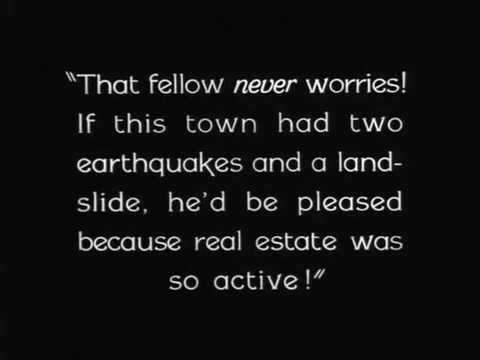 "That fellow never worries!
If this town had two
earthquakes and a land-
slide, he'd be pleased
because real estate was
so active!"